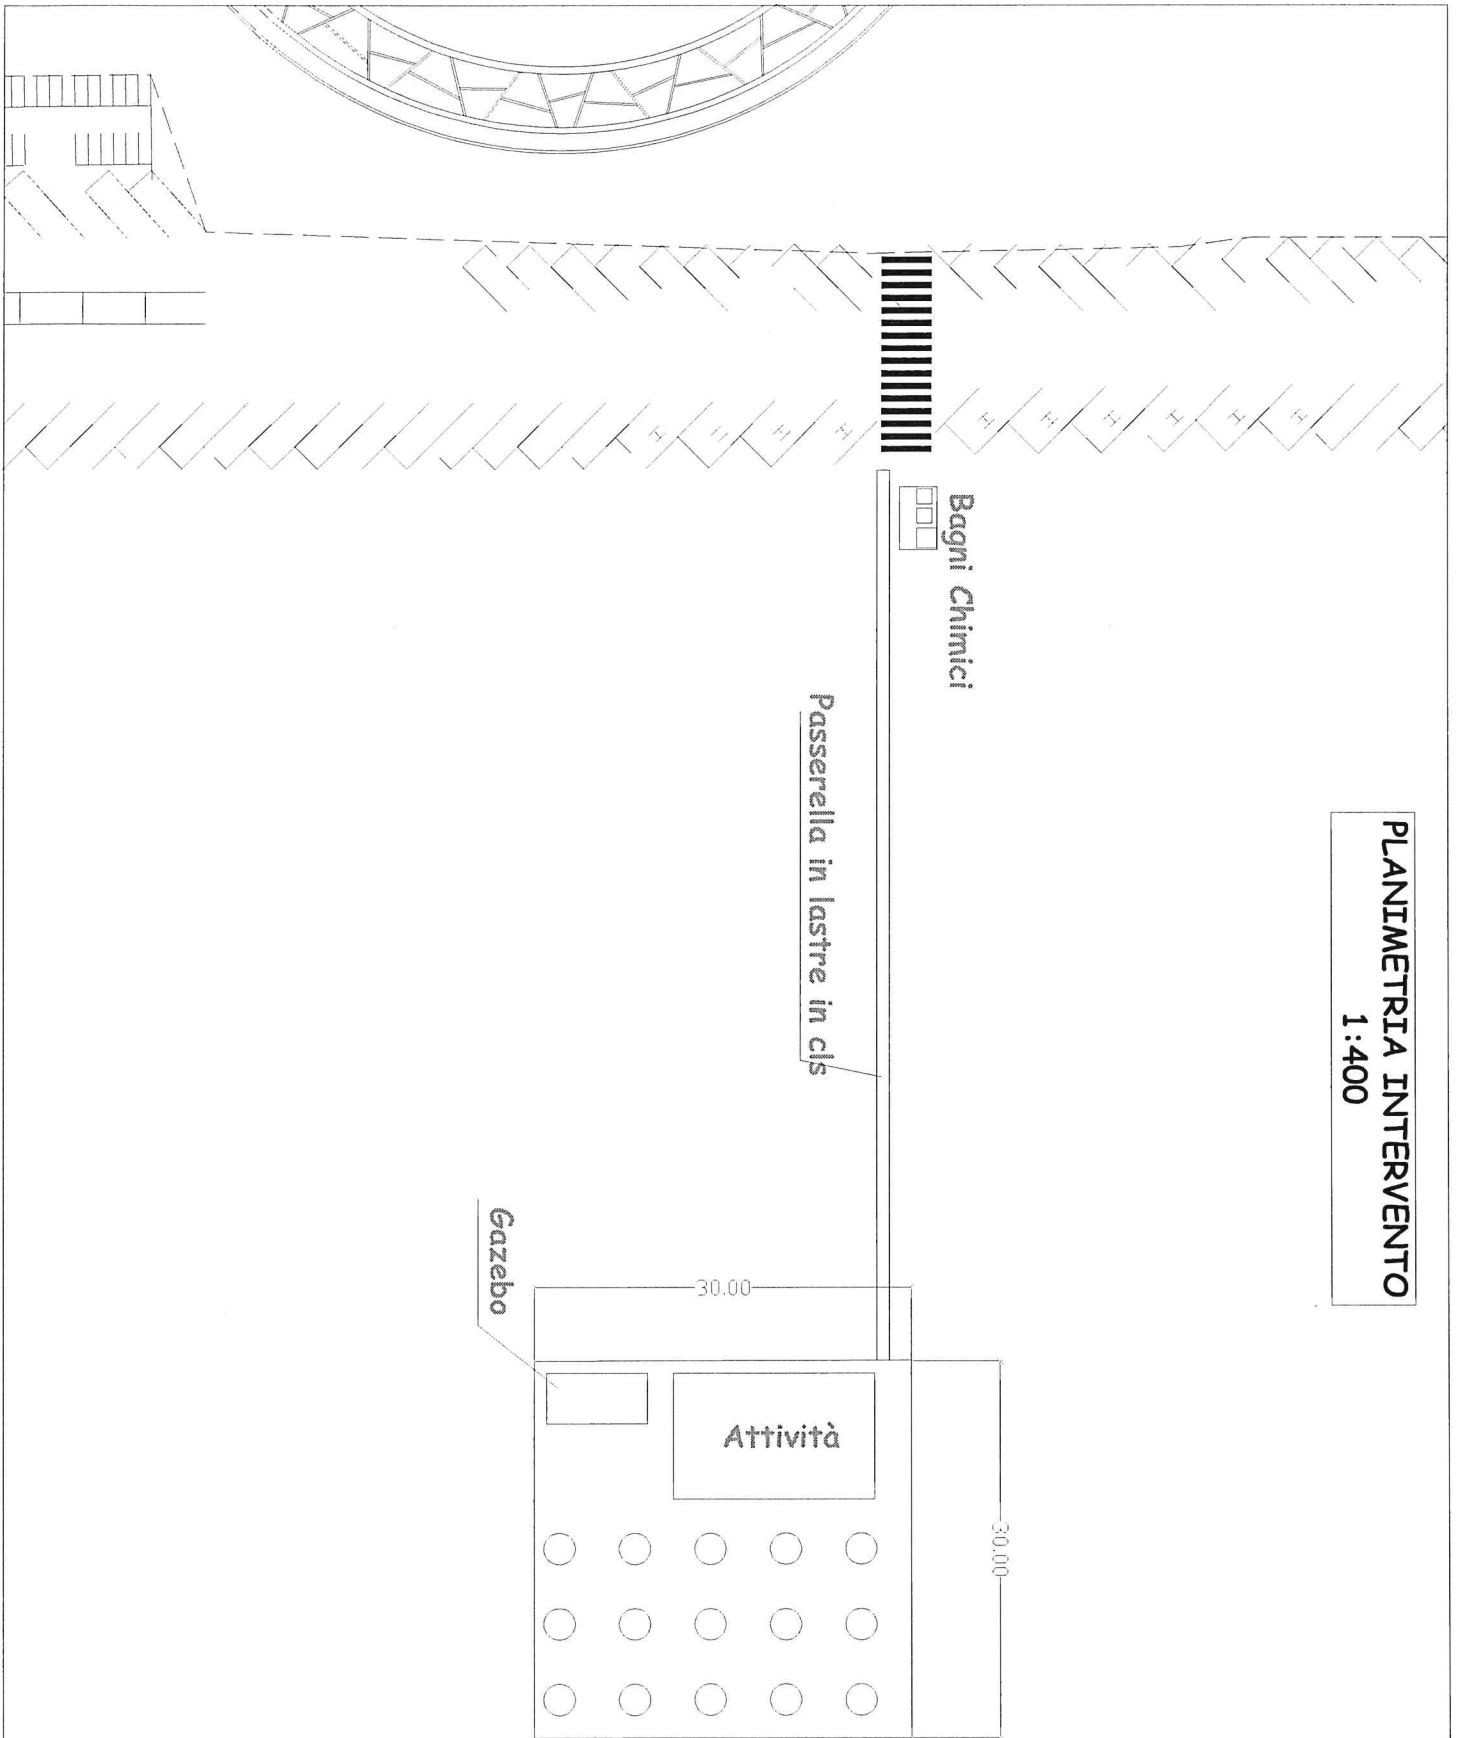 PLANIMETRIA INTERVENTO
1:400
H
H
H
H
H
H
H
H
H
H
Bagni Chimici
Passerella in lastre in cls
Gazebo
30.00
30.00
Attività